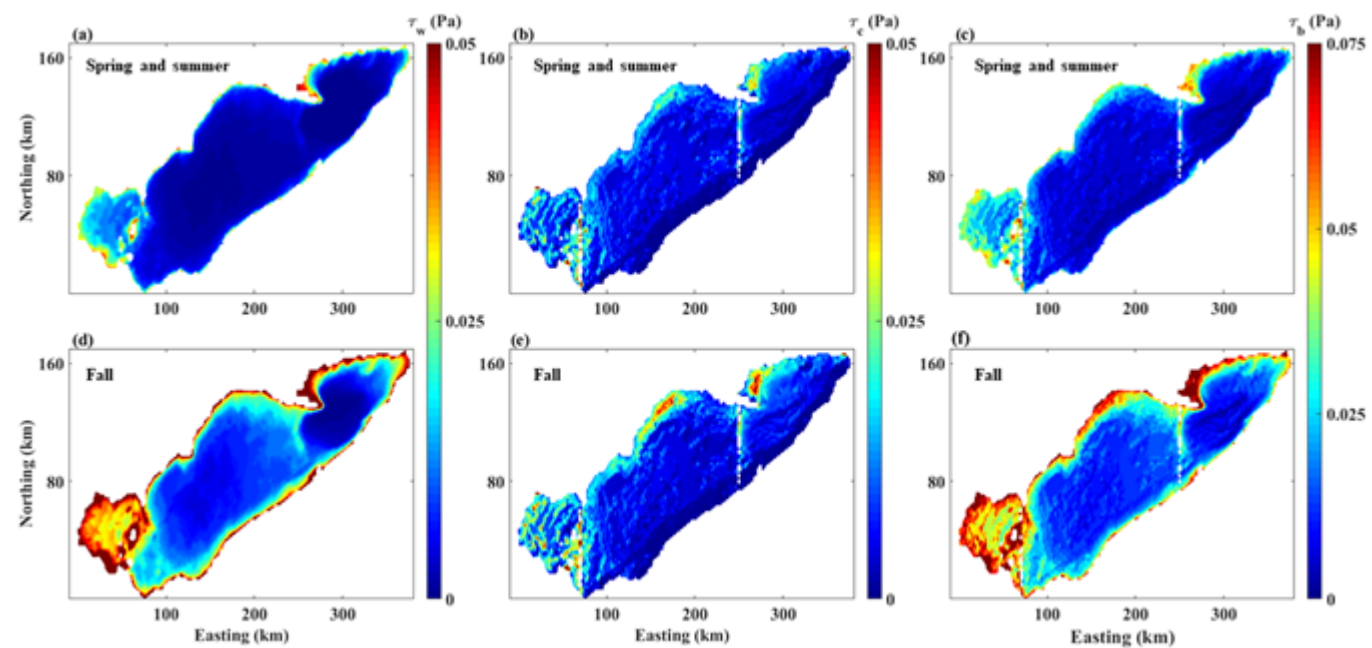 (a)
τw (Pa)
(b)
τc (Pa)
(c)
τb (Pa)
160
Spring and summer
0.05
160
Spring and summer
0.05
160
Spring and summer
0.075
Northing (km)
80
80
80
0.05
0.025
0.025
100 200 300
100 200 300
100 200 300
(d)
(e)
(f)
160
Fall
160
Fall
160
Fall
0.025
Northing (km)
80
80
80
0
0
0
100 200 300
100 200 300
100 200 300
Easting (km)
Easting (km)
Easting (km)